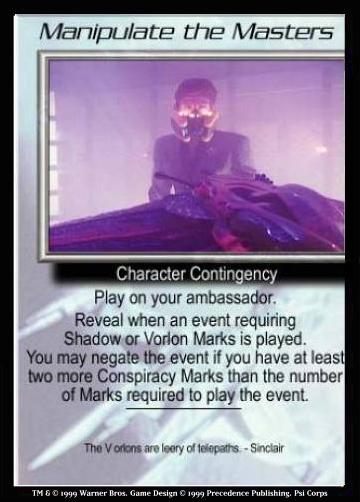 Manipulate the Masters
Character Contingency
Play on your ambassador.
Reveal when an event requiring
Shadow or Vorlon Marks is played.
You may negate the event if you have at least
two more Conspiracy Marks than the number
of Marks required to play the event.
The Vorlons are leery of telepaths. - Sinclair
TM & © 1999 Warner Bros. Game Design © 1999 Precedence Publishing. Psi Corps